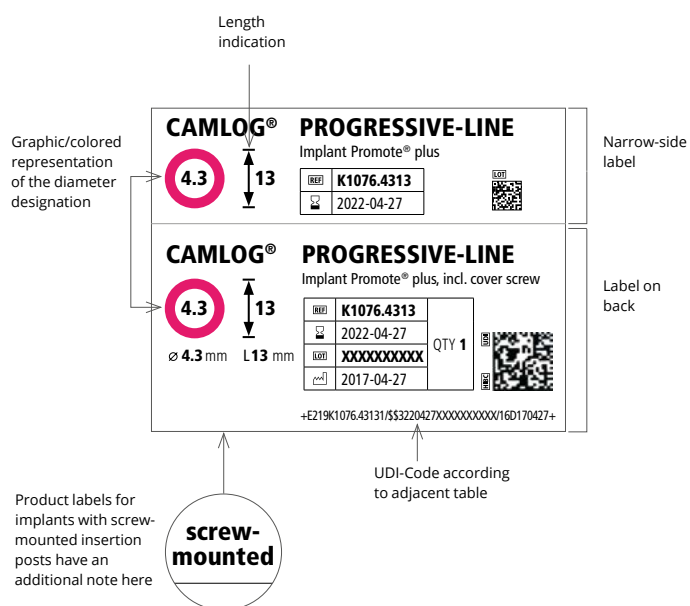 Length
indication
Graphic/colored
representation
of the diameter
designation
CAMLOG® PROGRESSIVE-LINE
Implant Promote® plus
4.3 13
REF K1076.4313
2022-04-27
LOT
Narrow-side
label
CAMLOG® PROGRESSIVE-LINE
Implant Promote® plus, incl. cover screw
4.3 13
⌀ 4.3 mm L13 mm
REF K1076.4313
2022-04-27
LOT XXXXXXXXXX
2017-04-27
QTY 1
UDI
HIBC
+E219K1076.43131/$$3220427XXXXXXXXXX/16D170427+
Label on
back
UDI-Code according
to adjacent table
Product labels for
implants with screw-
mounted insertion
posts have an
additional note here
screw-
mounted